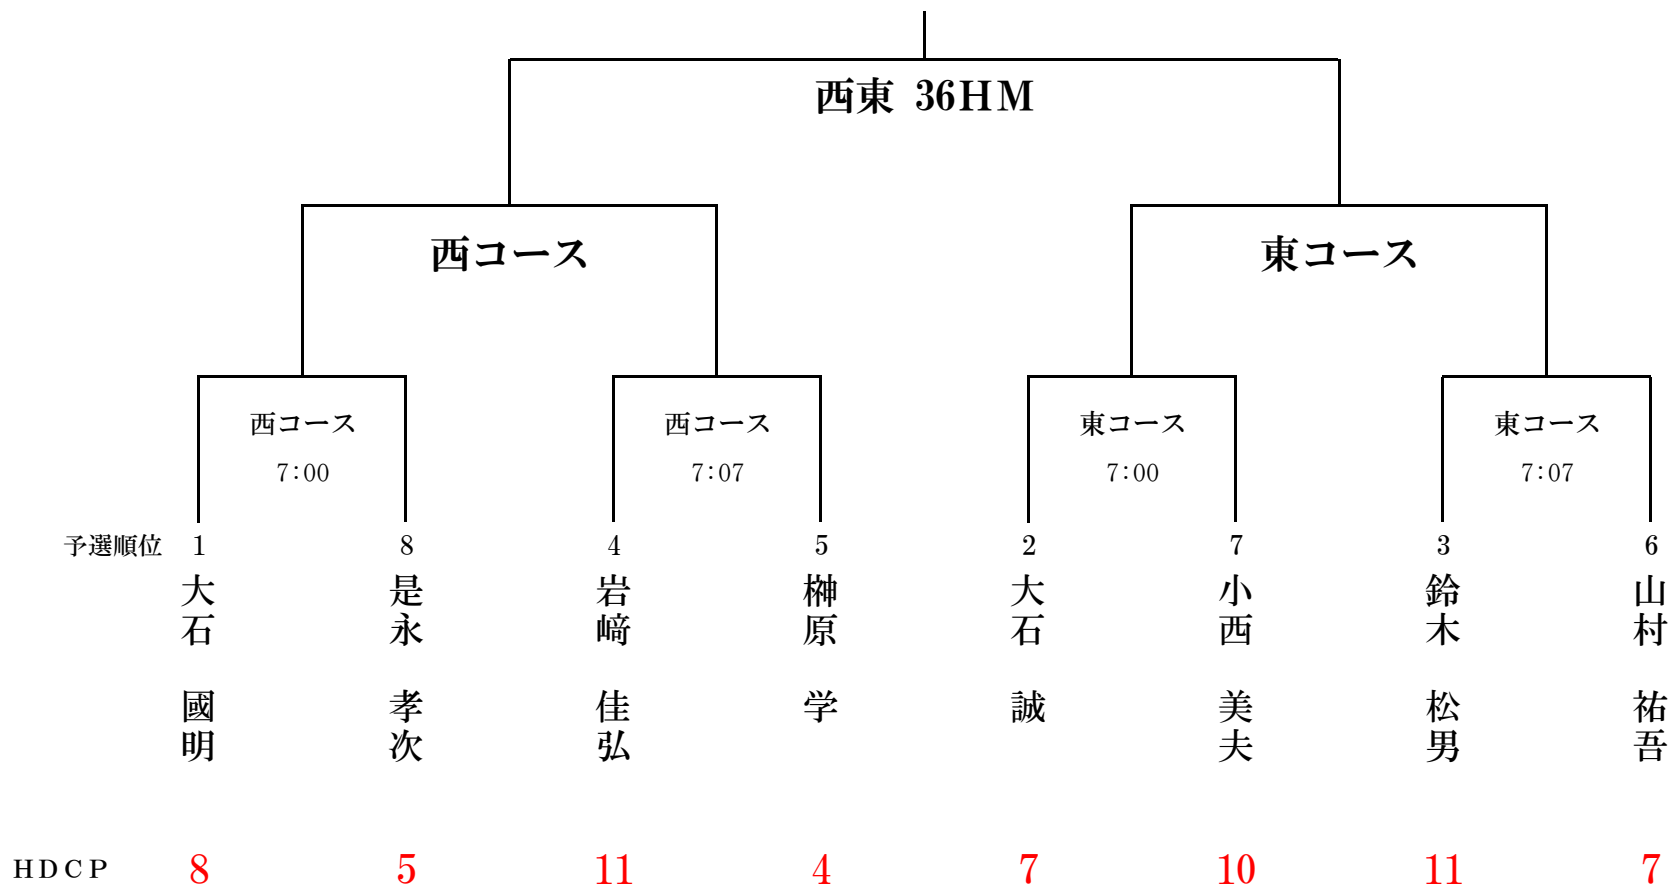 西東 36HM
西コース
東コース
西コース
7:00
西コース
7:07
東コース
7:00
東コース
7:07
予選順位 1 8 4 5 2 7 3 6
大石 國明
是永 孝次
岩﨑 佳弘
榊原 学
大石 誠
小西 美夫
鈴木 松男
山村 祐吾
HDCP 8 5 11 4 7 10 11 7